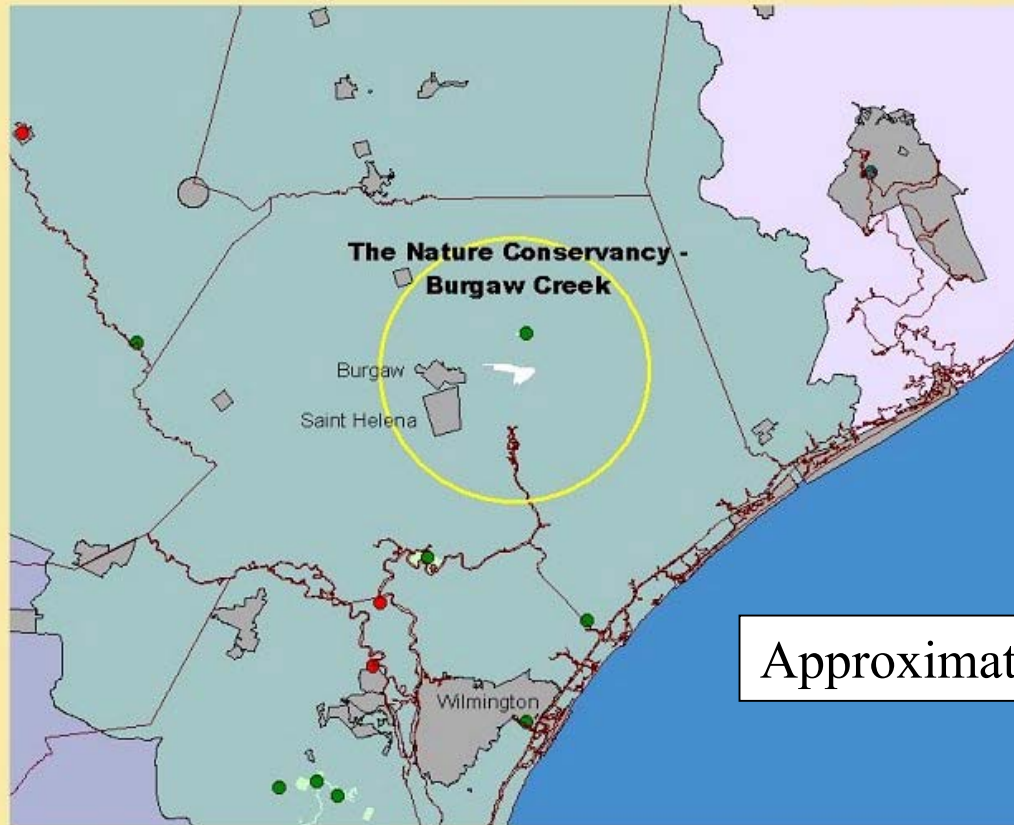 The Nature Conservancy -
Burgaw Creek
Burgaw
Saint Helena
Approximat
Wilmington